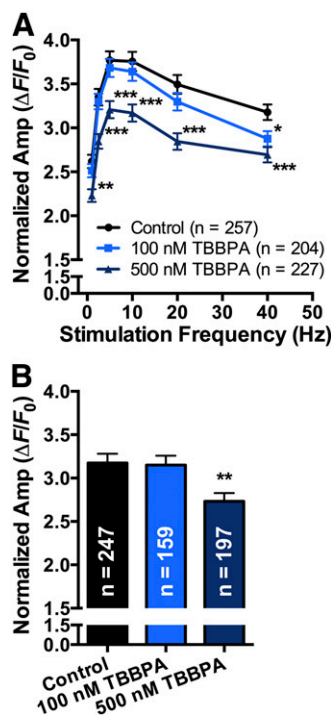 A
Normalized Amp (ΔF/F0)
4.0
3.5
3.0
2.5
2.0
1.5
1.5
0.0
***
***
***
**
***
*
***
Control (n = 257)
100 nM TBBPA (n = 204)
500 nM TBBPA (n = 227)
0 10 20 30 40 50
Stimulation Frequency (Hz)
B
Normalized Amp (ΔF/F0)
4.0
3.5
3.0
2.5
2.0
1.5
1.5
0.0
**
n = 247
n = 159
n = 197
Control
100 nM TBBPA
500 nM TBBPA